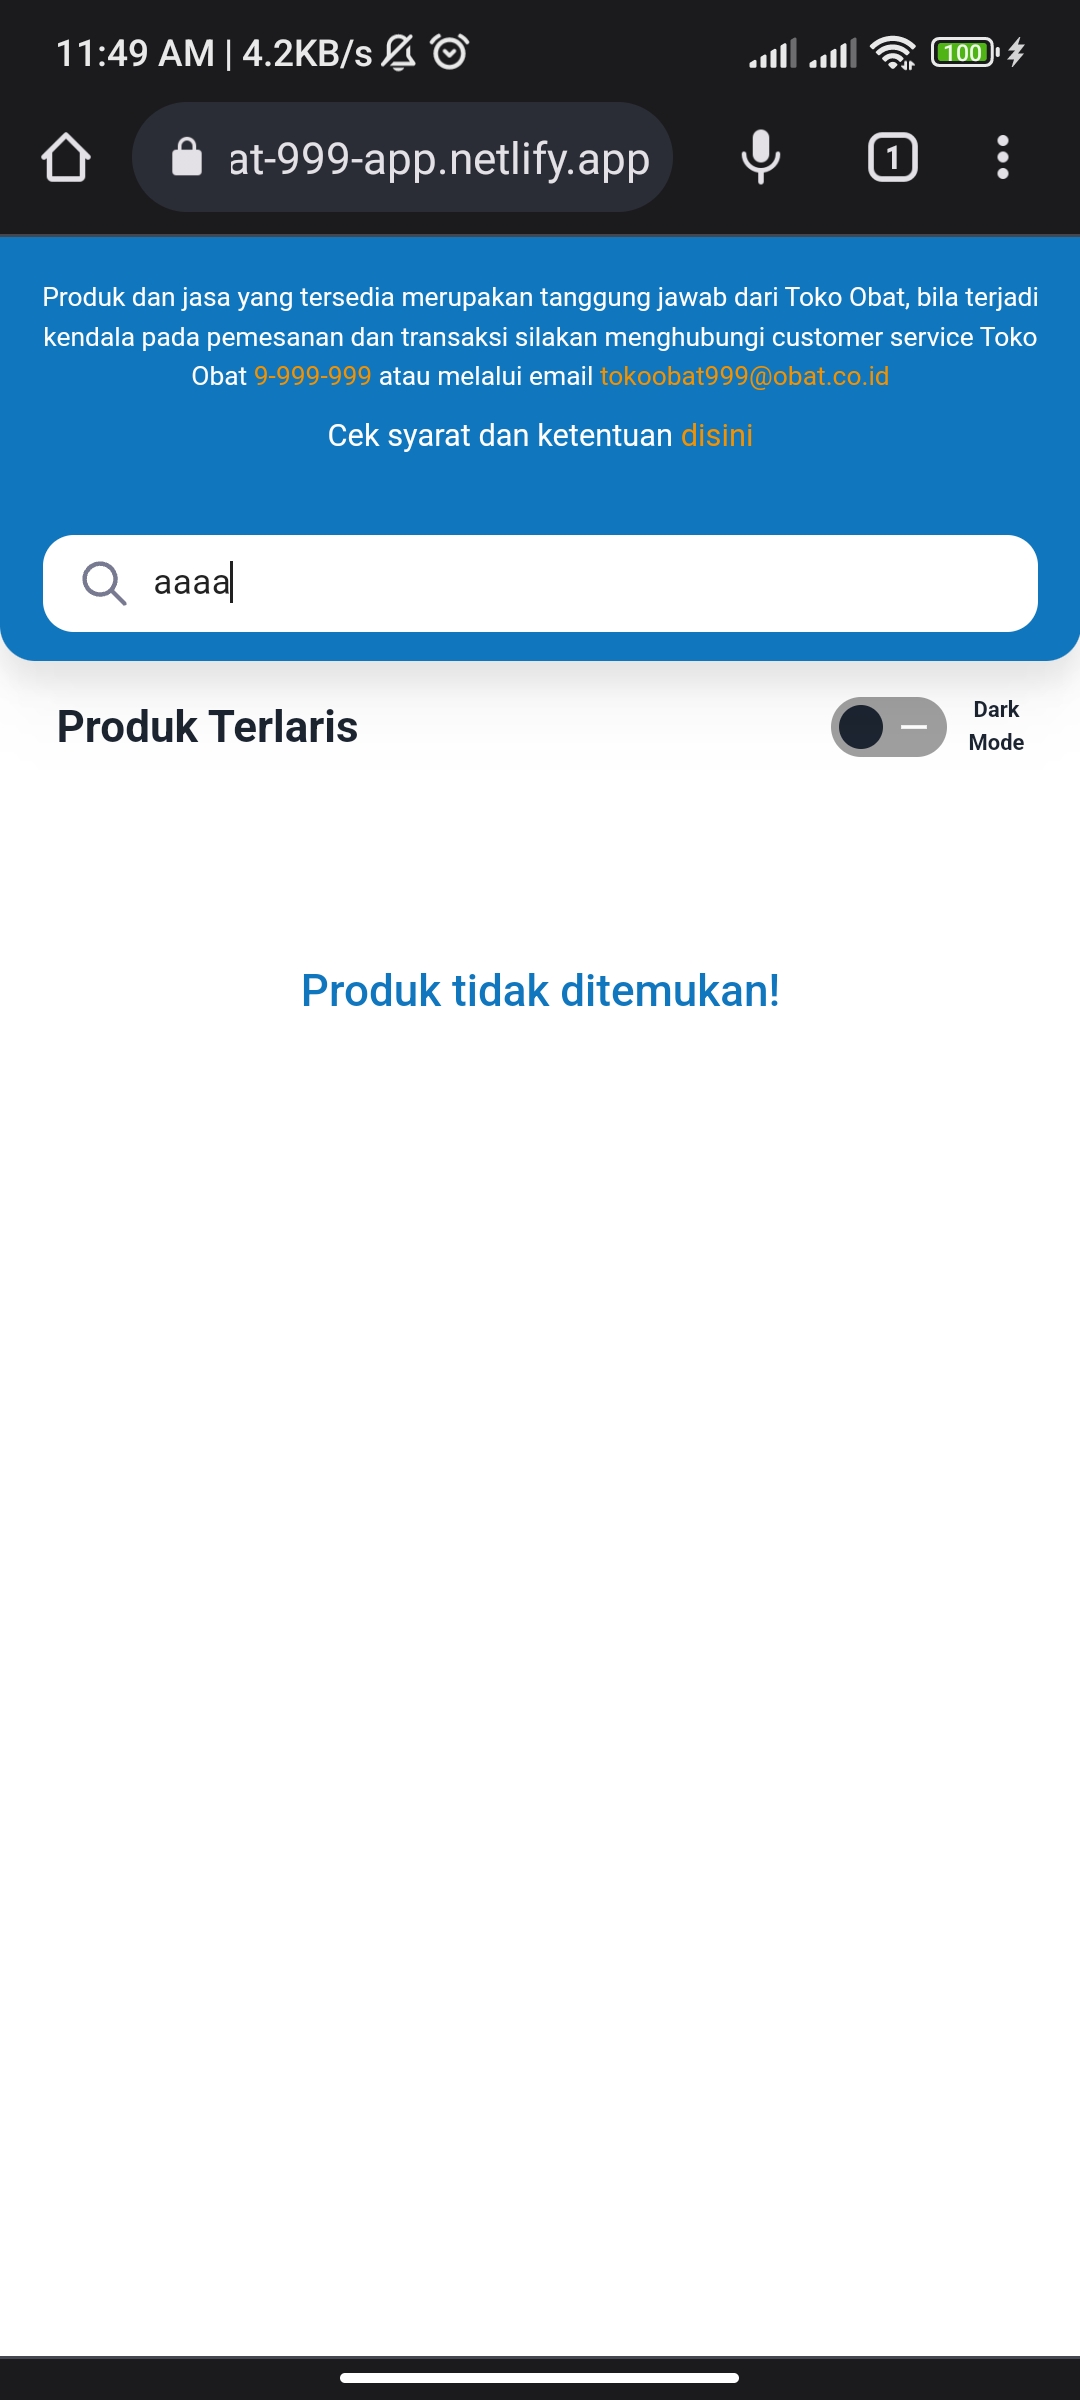 11:49 AM | 4.2KB/s
100
at-999-app.netlify.app
1
Produk dan jasa yang tersedia merupakan tanggung jawab dari Toko Obat, bila terjadi
kendala pada pemesanan dan transaksi silakan menghubungi customer service Toko
Obat 9-999-999 atau melalui email tokoobat999@obat.co.id
Cek syarat dan ketentuan disini
aaaa
Produk Terlaris
Dark
Mode
Produk tidak ditemukan!